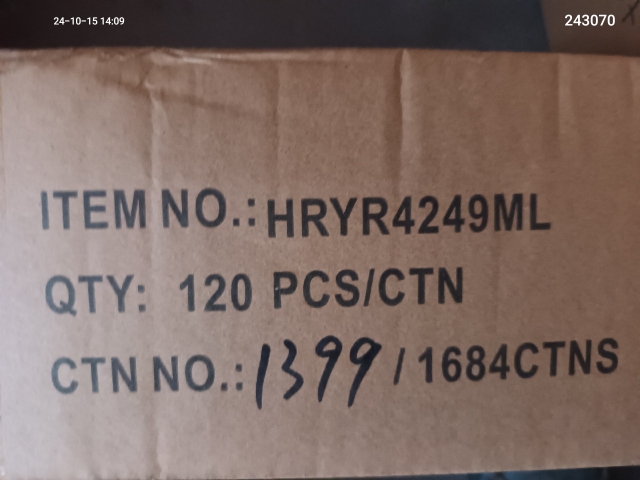 24-10-15 14:09
243070
ITEM NO.: HRYR4249ML
QTY: 120 PCS/CTN
CTN NO.: 1399 / 1684CTNS